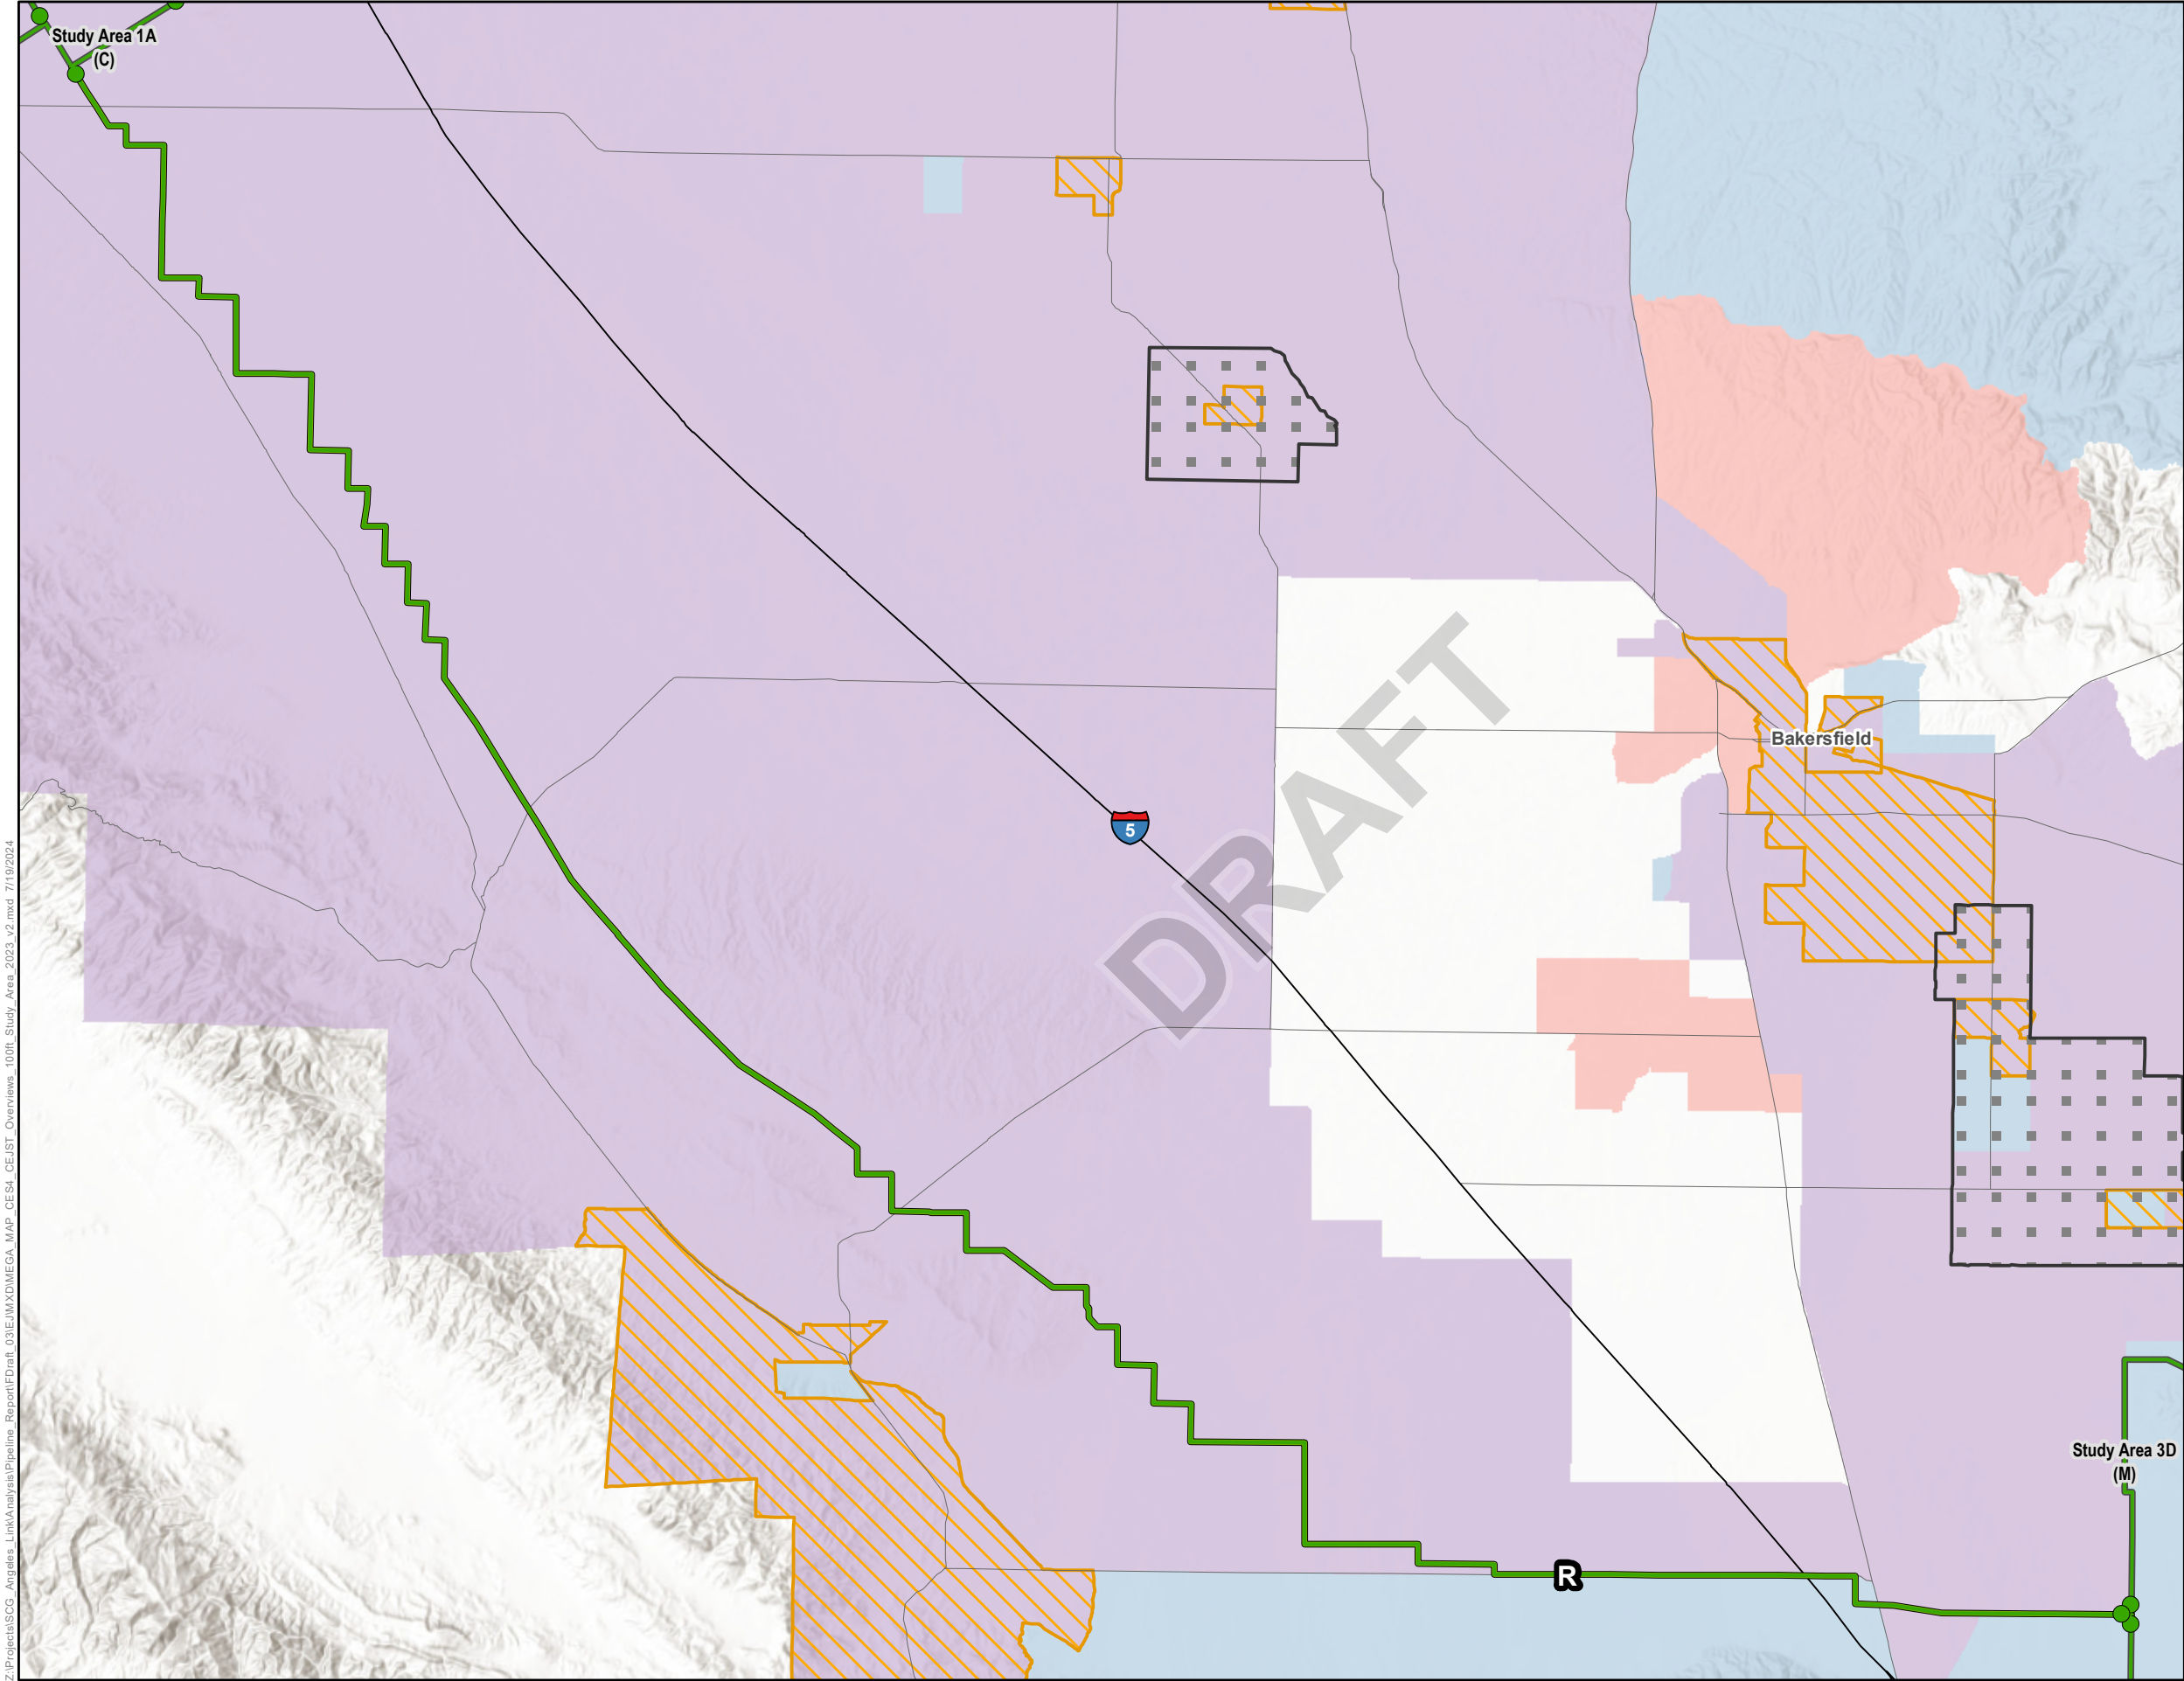 Study Area 1A
(C)
5
DRAFT
Bakersfield
Study Area 3D
(M)
R
Z:\Projects\SCG_Angeles_Link\Analysis\Pipeline_Report\FDraft_03\EJ\MXD\MEGA_MAP_CES4_CEJST_Overviews_100ft_Study_Area_2023_v2.mxd 7/19/2024